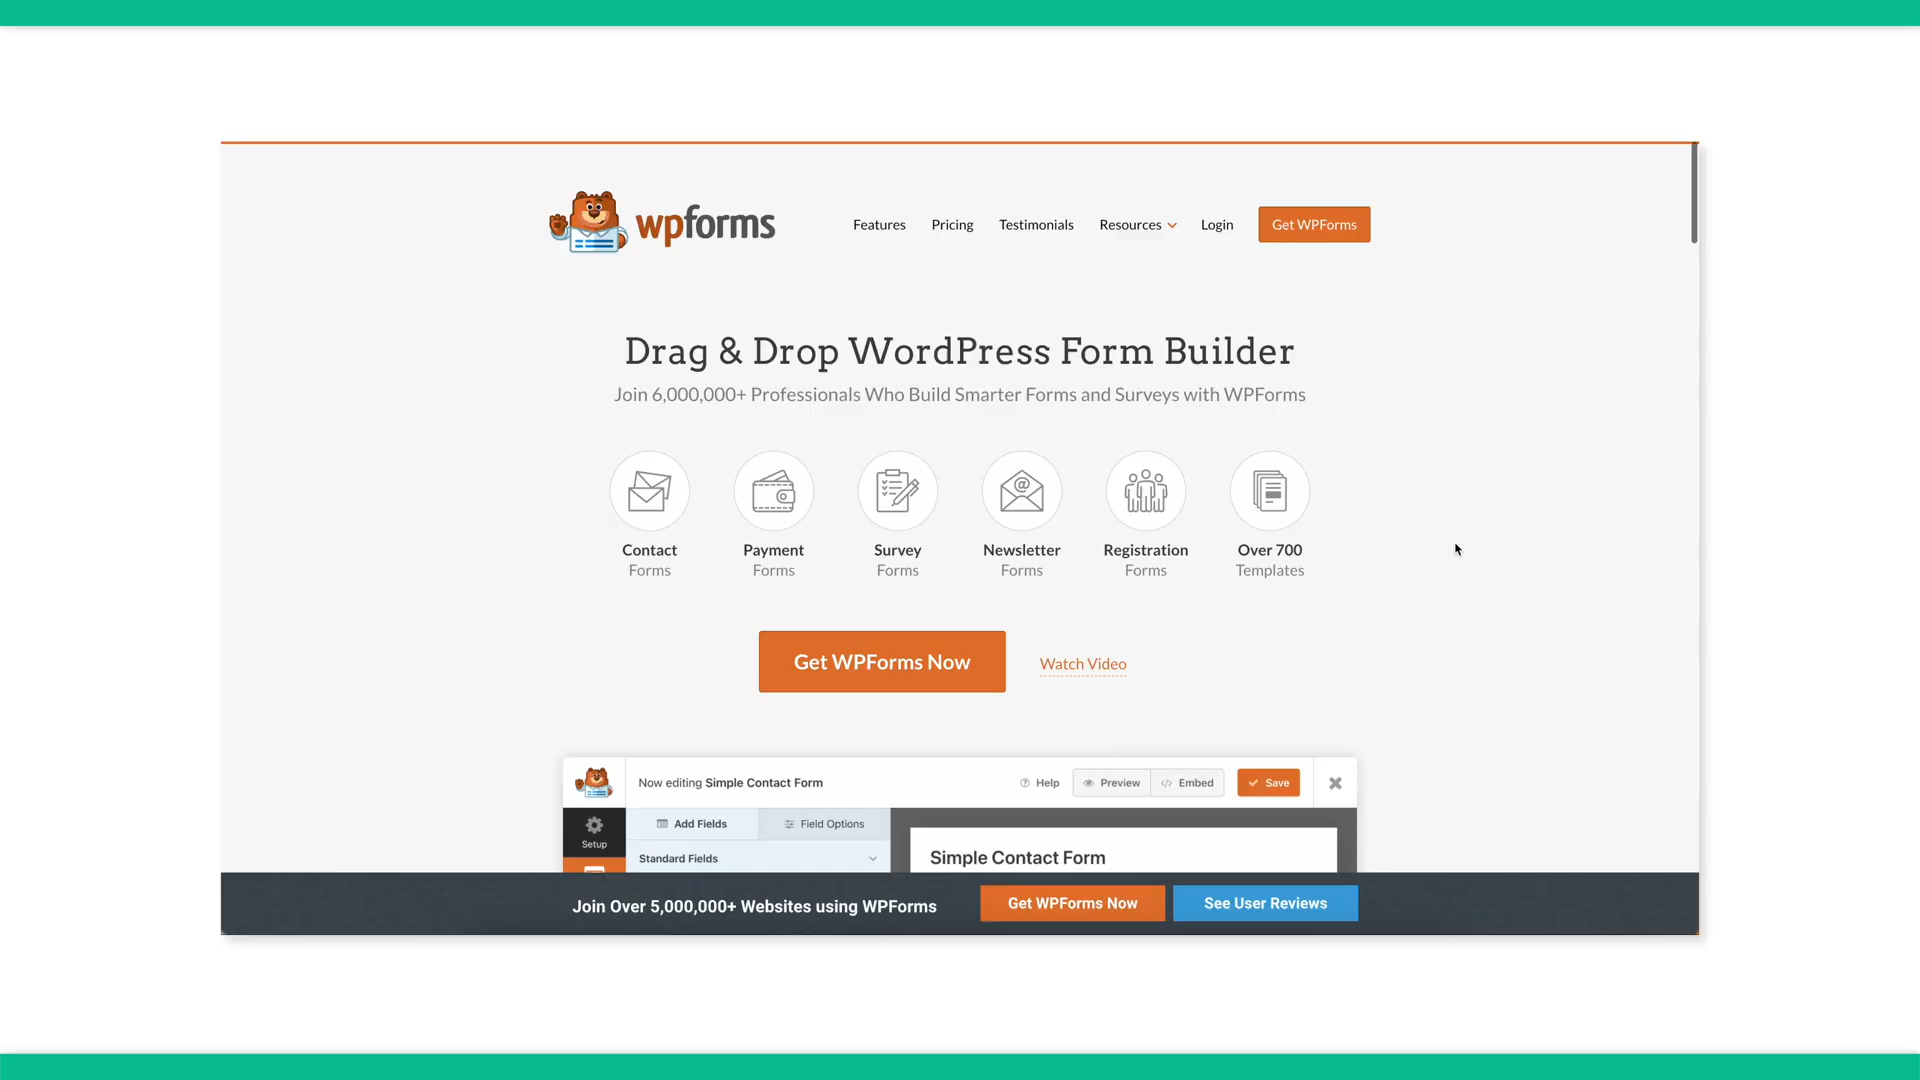 wpforms
Features Pricing Testimonials Resources Login Get WPForms
Drag & Drop WordPress Form Builder
Join 6,000,000+ Professionals Who Build Smarter Forms and Surveys with WPForms
Contact Payment Survey Newsletter Registration Over 700
Forms Forms Forms Forms Forms Templates
Get WPForms Now Watch Video
Now editing Simple Contact Form Help Preview Embed Save
Add Fields Field Options
Setup
Standard Fields Simple Contact Form
Join Over 5,000,000+ Websites using WPForms Get WPForms Now See User Reviews